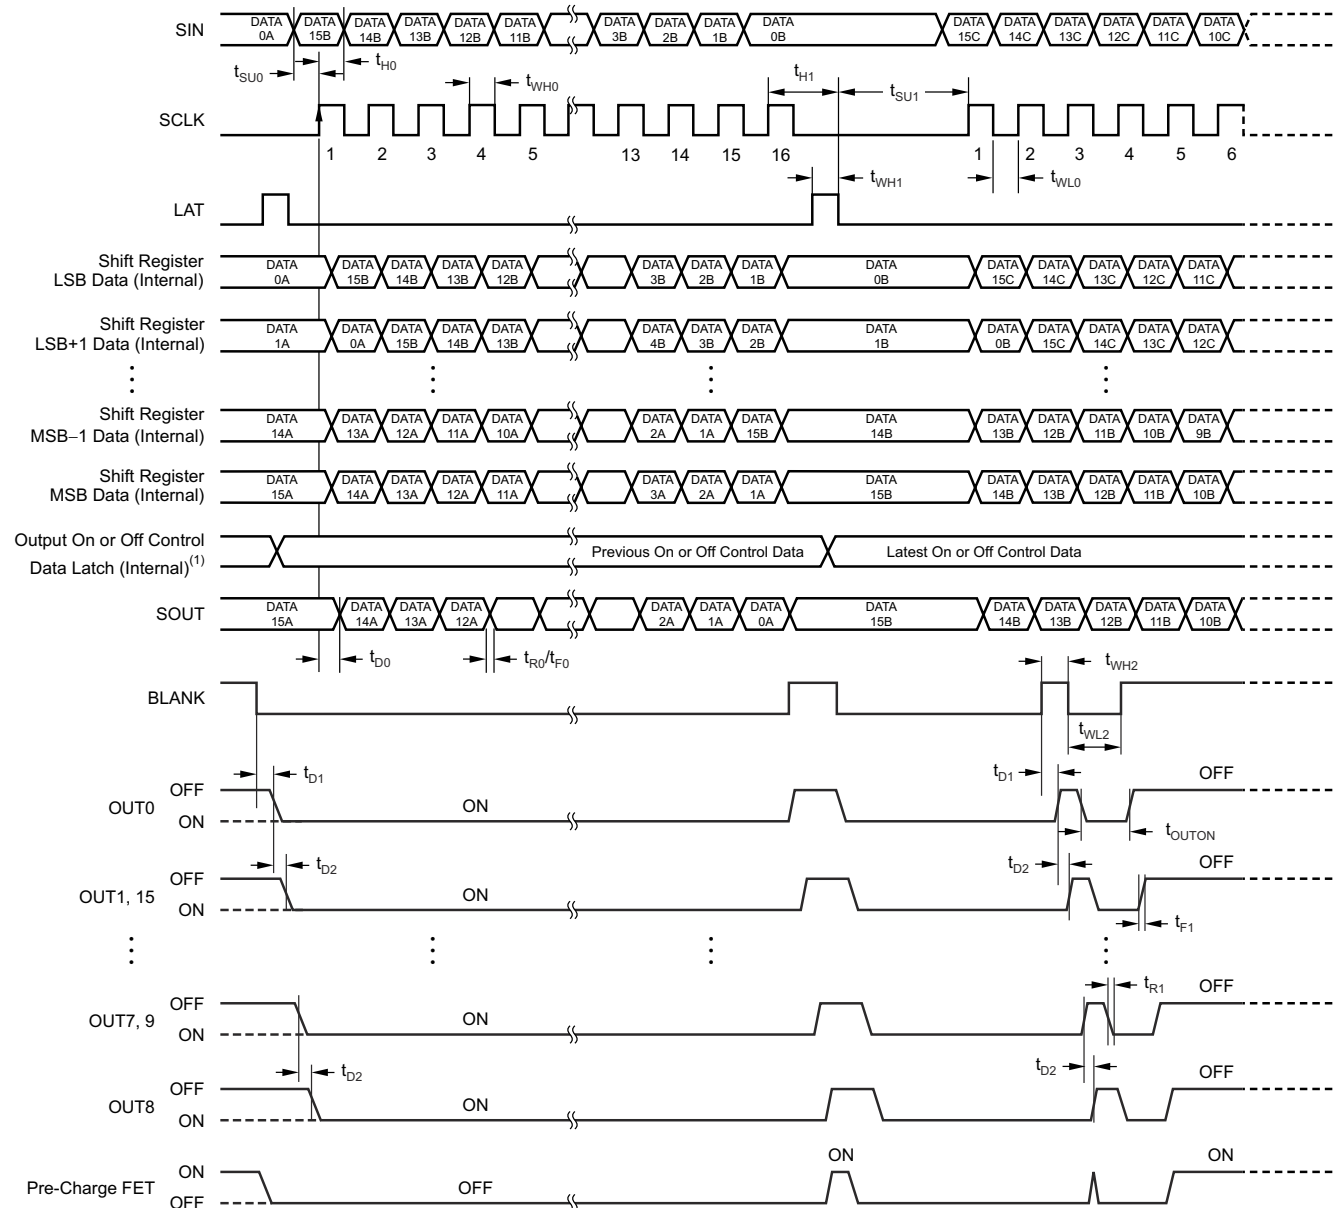 SIN DATA 0A DATA 15B DATA 14B DATA 13B DATA 12B DATA 11B DATA 3B DATA 2B DATA 1B DATA 0B DATA 15C DATA 14C DATA 13C DATA 12C DATA 11C DATA 10C
tSU0 tH0 tWH0 tH1 tSU1
SCLK
1 2 3 4 5 13 14 15 16 1 2 3 4 5 6
tWH1 tWL0
LAT
Shift Register
LSB Data (Internal) DATA 0A DATA 15B DATA 14B DATA 13B DATA 12B DATA 3B DATA 2B DATA 1B DATA 0B DATA 15C DATA 14C DATA 13C DATA 12C DATA 11C
Shift Register
LSB+1 Data (Internal) DATA 1A DATA 0A DATA 15B DATA 14B DATA 13B DATA 4B DATA 3B DATA 2B DATA 1B DATA 0B DATA 15C DATA 14C DATA 13C DATA 12C
Shift Register
MSB−1 Data (Internal) DATA 14A DATA 13A DATA 12A DATA 11A DATA 10A DATA 2A DATA 1A DATA 15B DATA 14B DATA 13B DATA 12B DATA 11B DATA 10B DATA 9B
Shift Register
MSB Data (Internal) DATA 15A DATA 14A DATA 13A DATA 12A DATA 11A DATA 3A DATA 2A DATA 1A DATA 15B DATA 14B DATA 13B DATA 12B DATA 11B DATA 10B
Output On or Off Control
Data Latch (Internal)(1) Previous On or Off Control Data Latest On or Off Control Data
SOUT DATA 15A DATA 14A DATA 13A DATA 12A DATA 2A DATA 1A DATA 0A DATA 15B DATA 14B DATA 13B DATA 12B DATA 11B DATA 10B
tD0 tR0/tF0 tWH2
BLANK
tWL2
tD1 tD1 OFF
OFF
OUT0 ON
ON
tOUTON
tD2 tD2 OFF
OFF
OUT1, 15 ON
ON
tF1
tR1 OFF
OFF
OUT7, 9 ON
ON
tD2 tD2 OFF
OFF
OUT8 ON
ON
ON ON
ON
Pre-Charge FET OFF
OFF